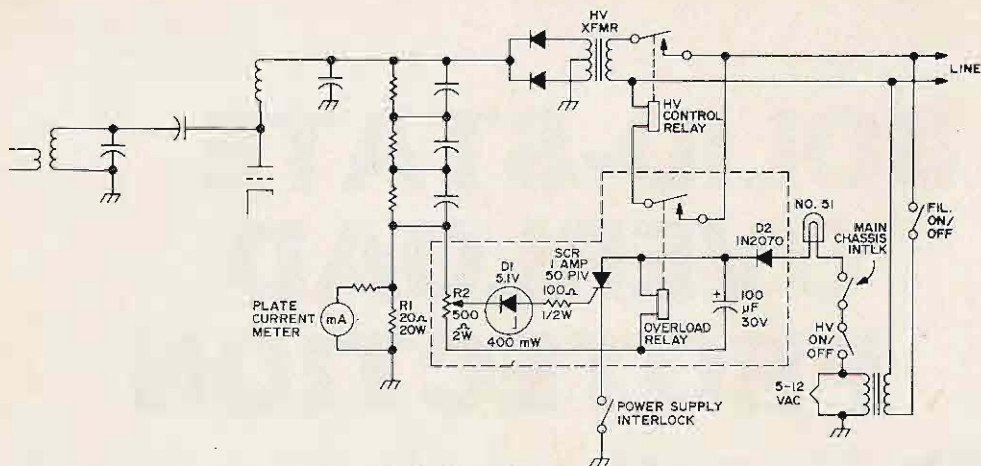 HV
XFMR
LINE
HV
CONTROL
RELAY
NO. 51
MAIN
CHASSIS
INTLK
FIL.
ON/
OFF
D2
1N2070
SCR
1 AMP
50 PIV
D1
5.1V
100Ω
1/2W
R2
500
Ω
2W
400 mW
+
100
μF
30V
OVERLOAD
RELAY
HV
ON/
OFF
PLATE
CURRENT
METER
mA
R1
20Ω
20W
5-12
VAC
POWER SUPPLY
INTERLOCK